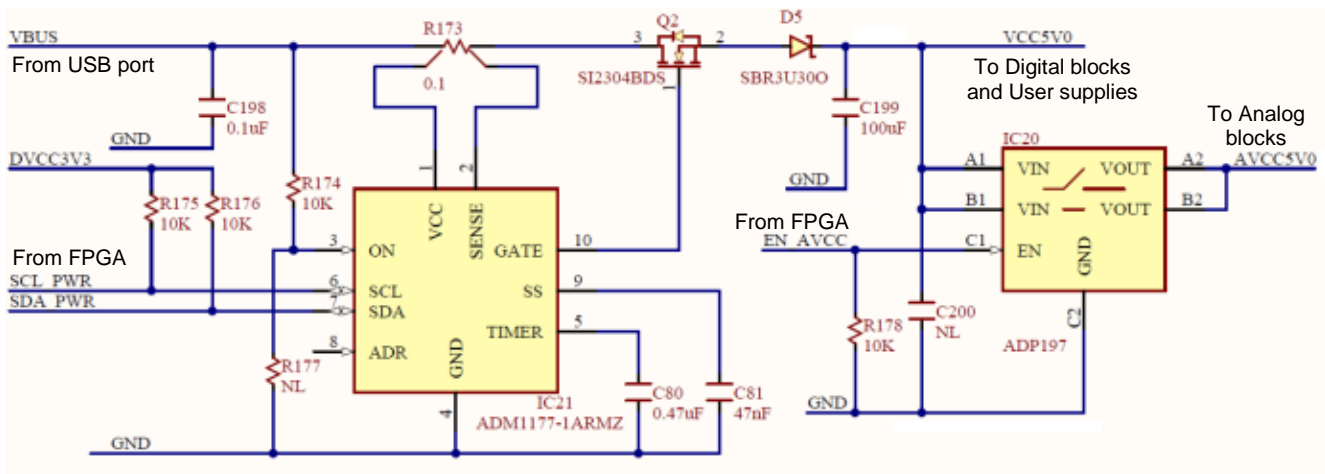 VBUS
From USB port
R173
0.1
3
Q2
2
SI2304BDS
1
D5
SBR3U30O
VCC5V0
To Digital blocks
and User supplies
C198
0.1uF
GND
C199
100uF
GND
To Analog
blocks
DVCC3V3
R175
10K
R176
10K
R174
10K
From FPGA
SCL_PWR
SDA_PWR
1
2
VCC
SENSE
3
ON
GATE
10
6
SCL
SS
9
7
SDA
TIMER
5
8
ADR
GND
4
IC21
ADM1177-1ARMZ
R177
NL
C80
0.47uF
C81
47nF
GND
IC20
A1
VIN
VOUT
A2
AVCC5V0
B1
VIN
VOUT
B2
From FPGA
EN_AVCC
C1
EN
GND
C2
ADP197
R178
10K
C200
NL
GND